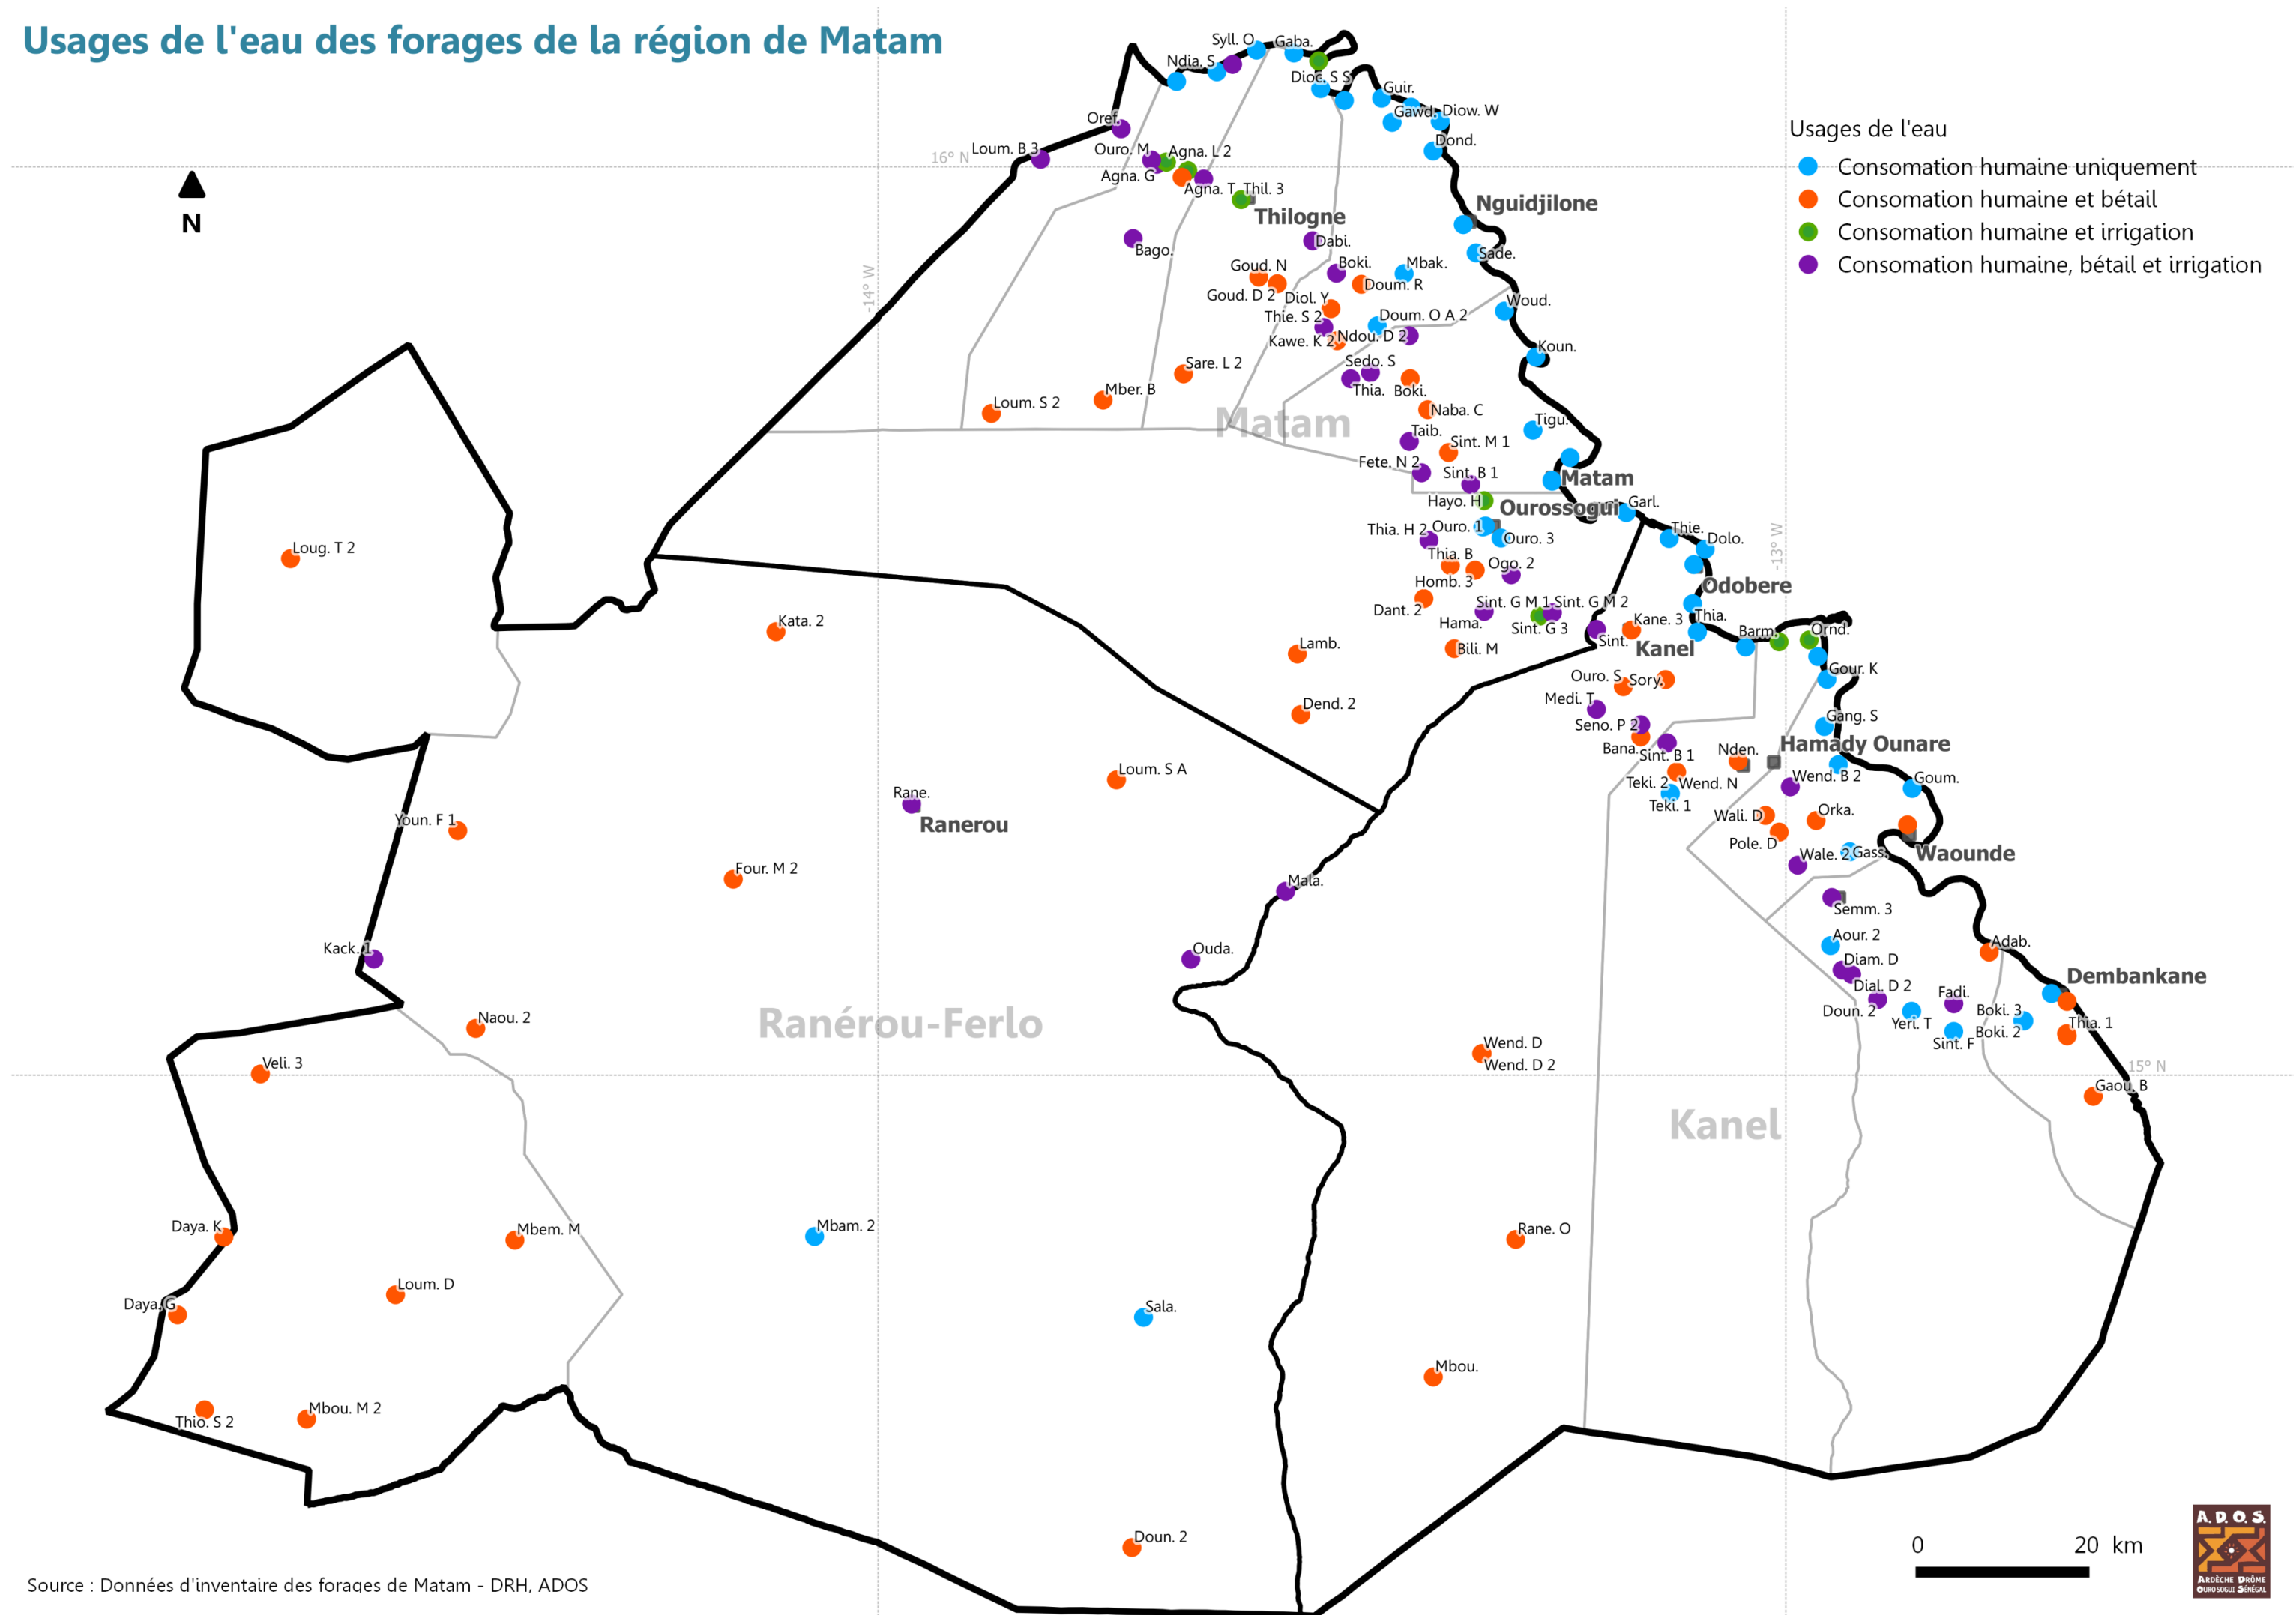 Usages de l'eau des forages de la région de Matam
Usages de l'eau
Consomation humaine uniquement
Consomation humaine et bétail
Consomation humaine et irrigation
Consomation humaine, bétail et irrigation
N
16° N
-14° W
-13° W
15° N
Syll. O
Gaba.
Ndia. S
Dioc. S S
Guir.
Gawd.
Diow. W
Dond.
Oref.
Loum. B 3
Ouro. M
Agna. L 2
Agna. G
Agna. T
Thil. 3
Thilogne
Nguidjilone
Bago.
Dabi.
Sade.
Goud. N
Boki.
Mbak.
Goud. D 2
Doum. R
Diol. Y
Woud.
Thie. S 2
Doum. O A 2
Kawe. K 2
Ndou. D 2
Koun.
Sare. L 2
Sedo. S
Mber. B
Thia.
Boki.
Loum. S 2
Naba. C
Matam
Tigu.
Taib.
Sint. M 1
Fete. N 2
Sint. B 1
Matam
Hayo. H
Ourossogui
Garl.
Thia. H 2
Ouro. 1
Ouro. 3
Thie.
Dolo.
Loug. T 2
Thia. B
Ogo. 2
Homb. 3
Odobere
Dant. 2
Sint. G M 1
Sint. G M 2
Hama.
Sint. G 3
Kane. 3
Thia.
Kata. 2
Sint.
Barm.
Ornd.
Lamb.
Bili. M
Kanel
Ouro. S
Sory.
Gour. K
Dend. 2
Medi. T
Seno. P 2
Gang. S
Bana.
Sint. B 1
Nden.
Hamady Ounare
Loum. S A
Teki. 2
Wend. N
Wend. B 2
Goum.
Rane.
Teki. 1
Ranerou
Youn. F 1
Wali. D
Orka.
Pole. D
Four. M 2
Wale. 2
Gass.
Waounde
Mala.
Semm. 3
Kack. 1
Ouda.
Aour. 2
Adab.
Diam. D
Dembankane
Dial. D 2
Fadi.
Doun. 2
Yeri. T
Boki. 3
Naou. 2
Ranérou-Ferlo
Sint. F
Boki. 2
Thia. 1
Wend. D
Wend. D 2
Veli. 3
Gaou. B
Kanel
Daya. K
Mbem. M
Mbam. 2
Rane. O
Loum. D
Daya. G
Sala.
Mbou.
Thio. S 2
Mbou. M 2
Doun. 2
0 20 km
Source : Données d'inventaire des forages de Matam - DRH, ADOS
A.D.O.S.
ARDÈCHE DRÔME
OUROSOGUI SÉNÉGAL